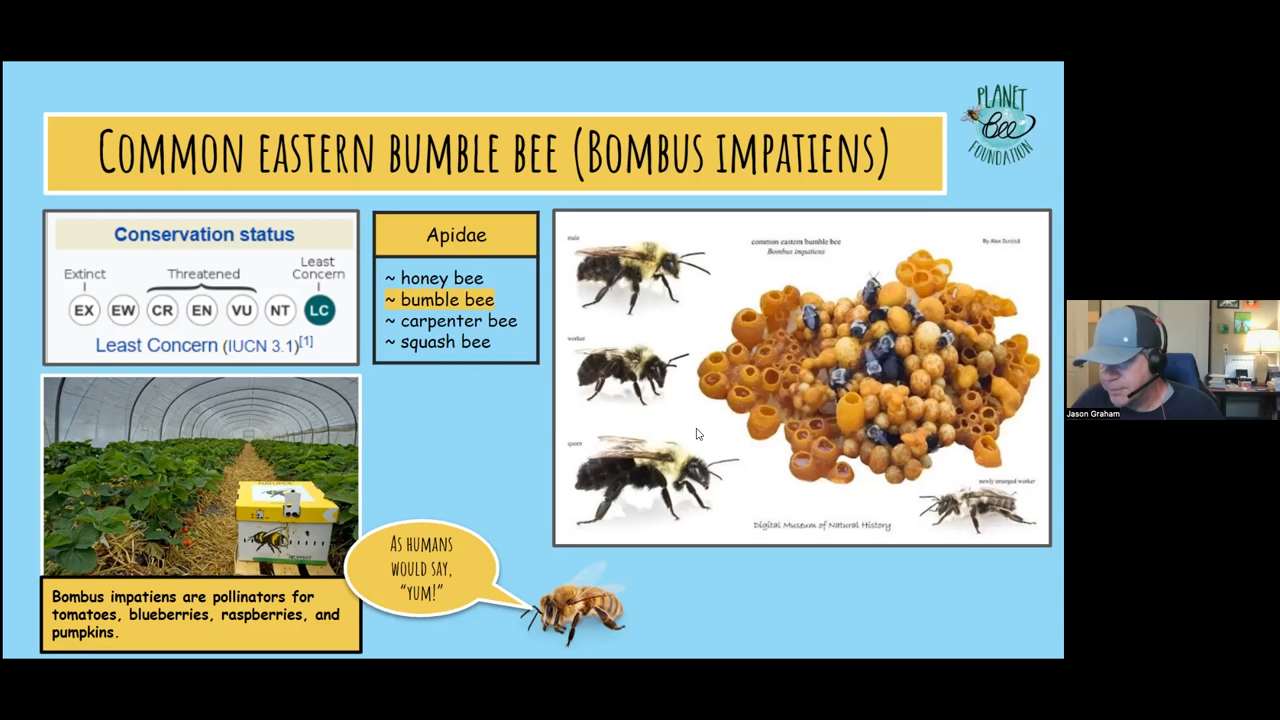 COMMON EASTERN BUMBLE BEE (BOMBUS IMPATIENS)
PLANET
bee
FOUNDATION
Conservation status
Extinct
Threatened
Least
Concern
EX EW CR EN VU NT LC
Least Concern (IUCN 3.1)[1]
Apidae
~ honey bee
~ bumble bee
~ carpenter bee
~ squash bee
male
common eastern bumble bee
Bombus impatiens
worker
queen
newly emerged worker
Digital Museum of Natural History
Bombus impatiens are pollinators for
tomatoes, blueberries, raspberries, and
pumpkins.
AS HUMANS
WOULD SAY,
"YUM!"
Jason Graham